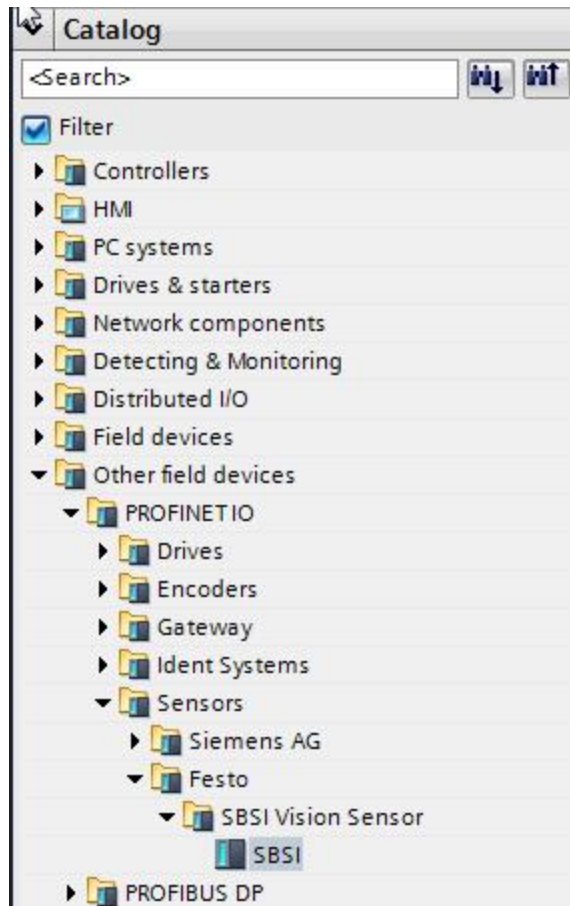 Catalog
<Search>
Filter
Controllers
HMI
PC systems
Drives & starters
Network components
Detecting & Monitoring
Distributed I/O
Field devices
Other field devices
PROFINET IO
Drives
Encoders
Gateway
Ident Systems
Sensors
Siemens AG
Festo
SBSI Vision Sensor
SBSI
PROFIBUS DP